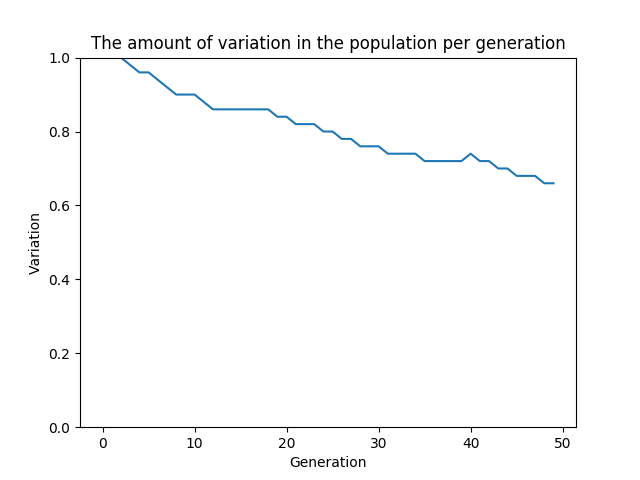 The amount of variation in the population per generation
1.0
0.8
0.6
0.4
0.2
0.0
Variation
0 10 20 30 40 50
Generation